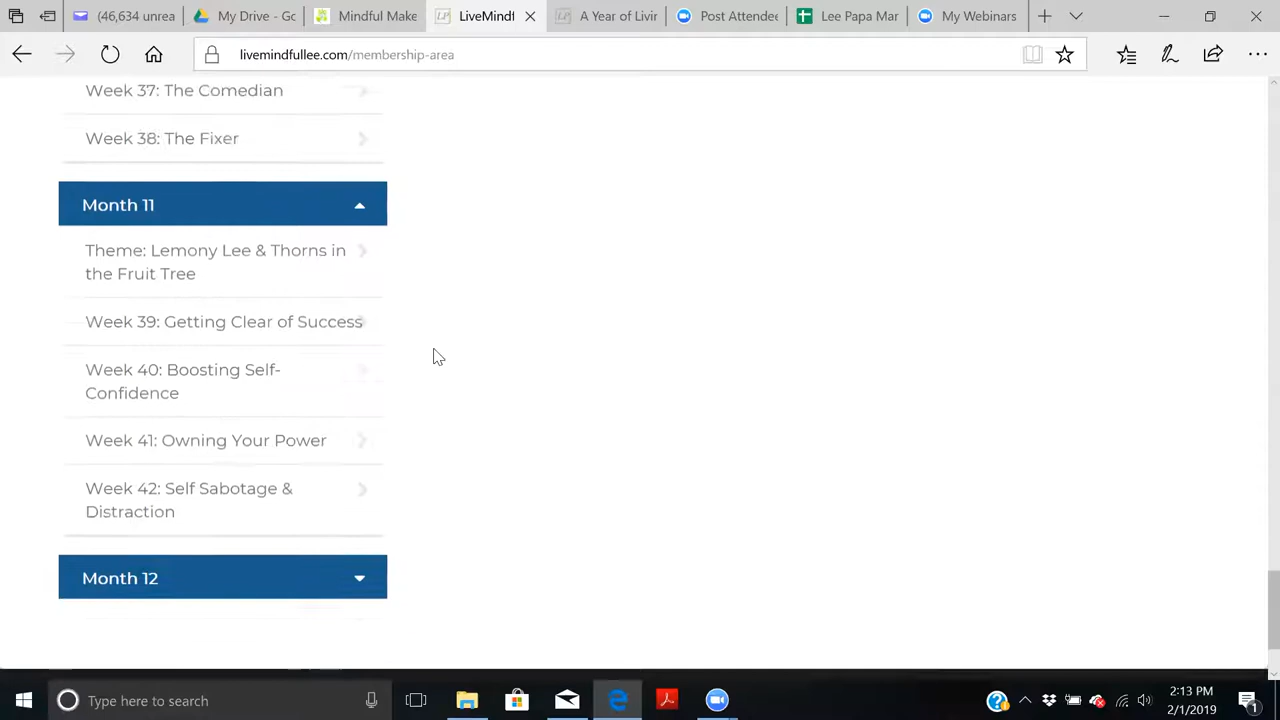 (46,634 unrea
My Drive - Gc
Mindful Make
LiveMindf
A Year of Livir
Post Attendee
Lee Papa Mar
My Webinars
livemindfullee.com/membership-area
Week 37: The Comedian
Week 38: The Fixer
Month 11
Theme: Lemony Lee & Thorns in
the Fruit Tree
Week 39: Getting Clear of Success
Week 40: Boosting Self-
Confidence
Week 41: Owning Your Power
Week 42: Self Sabotage &
Distraction
Month 12
Type here to search
2:13 PM
2/1/2019
1